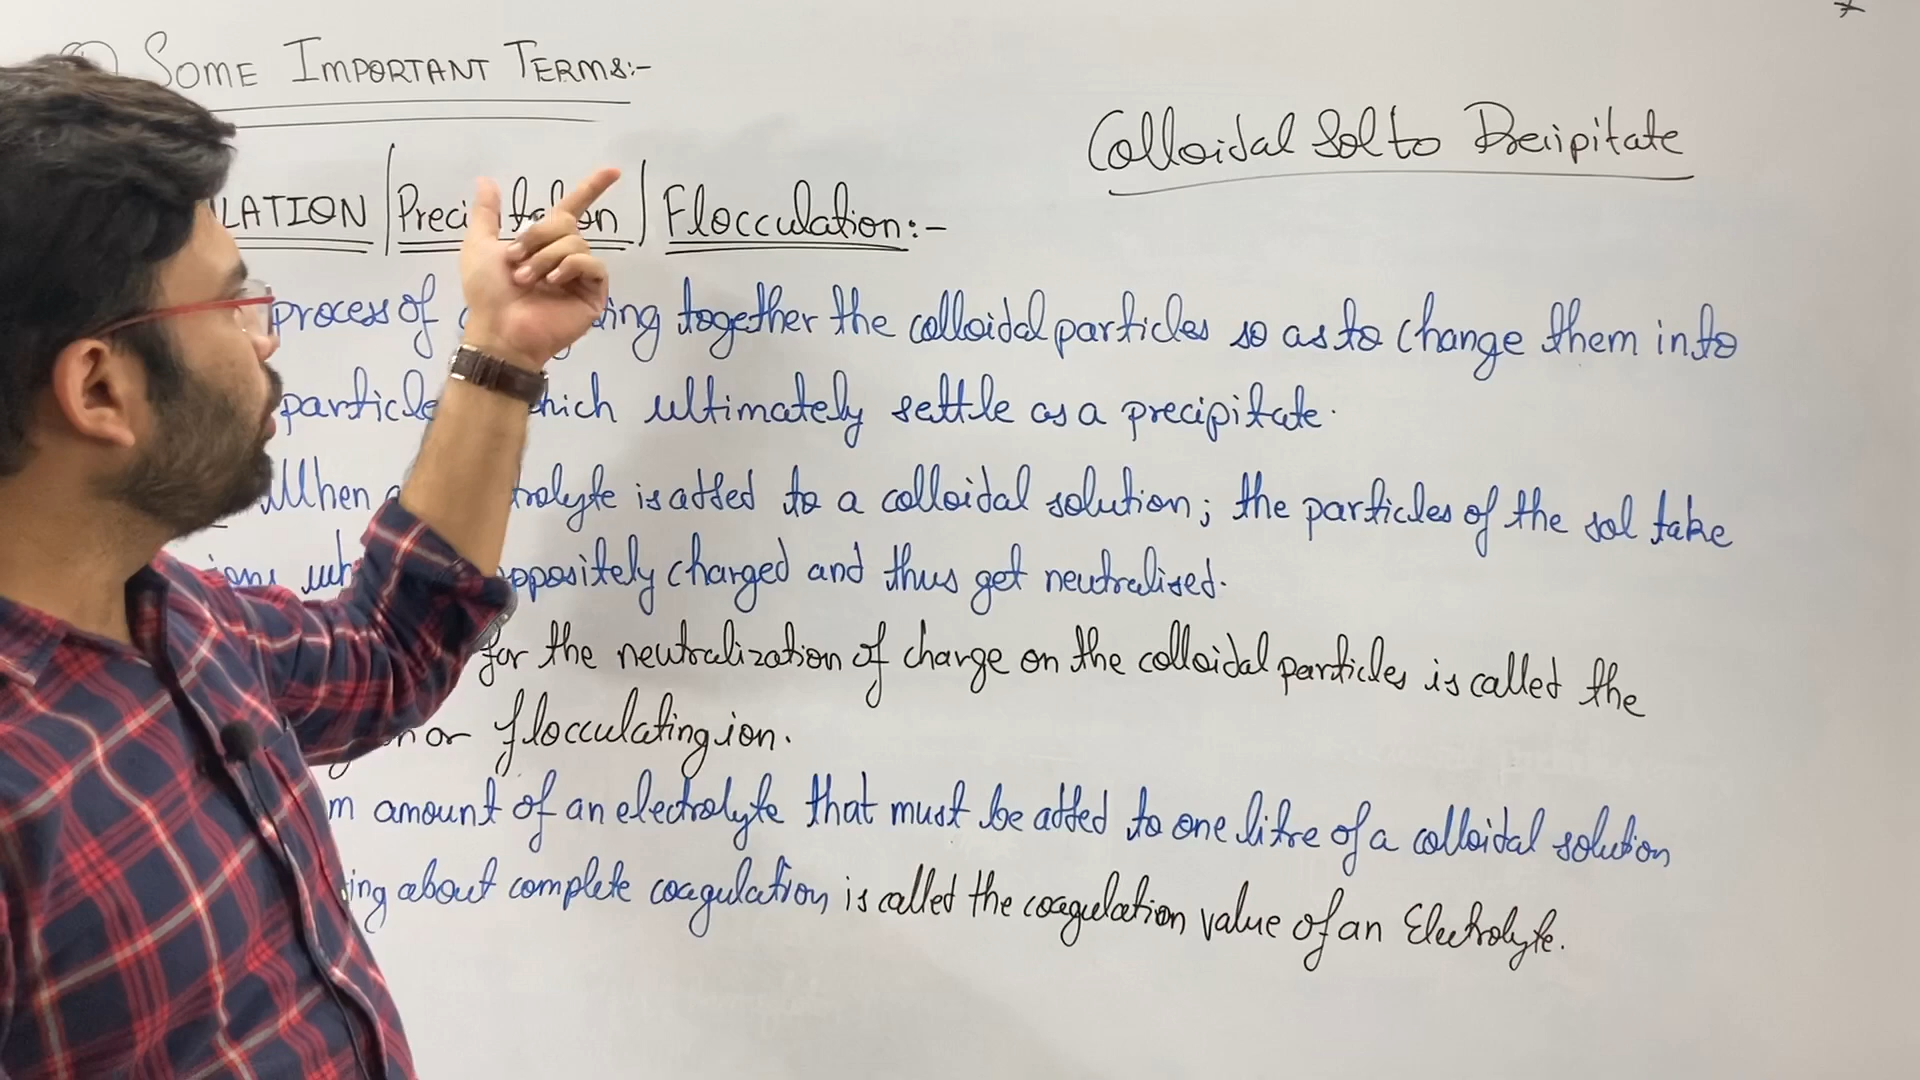 SOME IMPORTANT TERMS:-
Colloidal Sol to Precipitate
LATION | Precipitation | Flocculation:-
process of together the colloidal particles so as to change them into
particle which ultimately settle as a precipitate.
When is added to a colloidal solution; the particles of the sol take
ions oppositely charged and thus get neutralised.
for the neutralization of charge on the colloidal particles is called the
or flocculating ion.
m amount of an electrolyte that must be added to one litre of a colloidal solution
ing about complete coagulation is called the coagulation value of an Electrolyte.